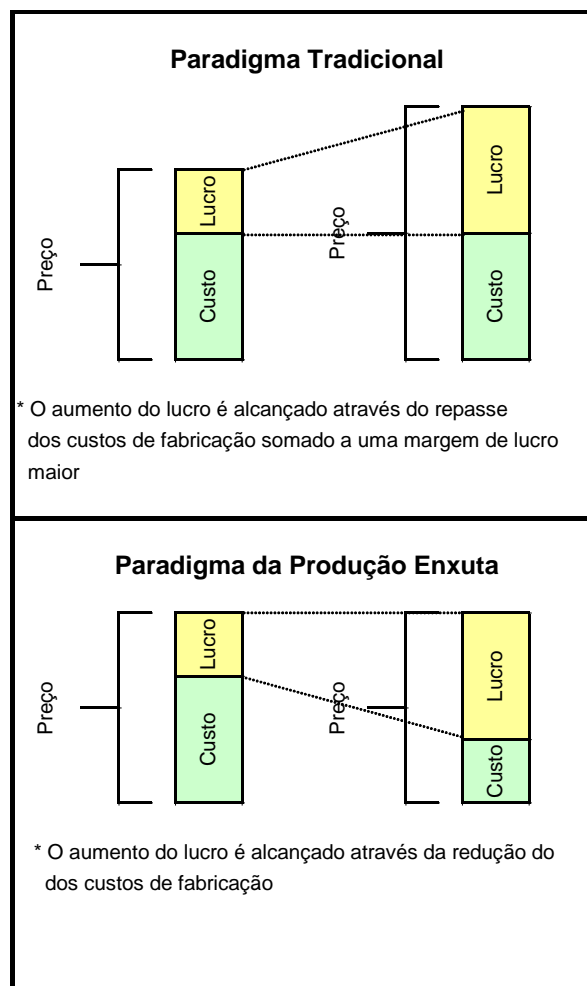 Paradigma Tradicional
Preço
Lucro
Custo
Preço
Lucro
Custo
* O aumento do lucro é alcançado através do repasse
dos custos de fabricação somado a uma margem de lucro
maior
Paradigma da Produção Enxuta
Preço
Lucro
Custo
Preço
Lucro
Custo
* O aumento do lucro é alcançado através da redução do
dos custos de fabricação